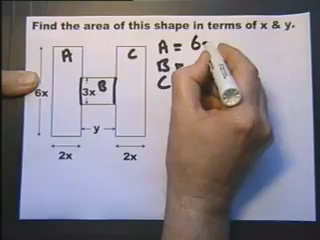 Find the area of this shape in terms of x & y.
A C A = 6
B B =
6x 3x C
y
2x 2x